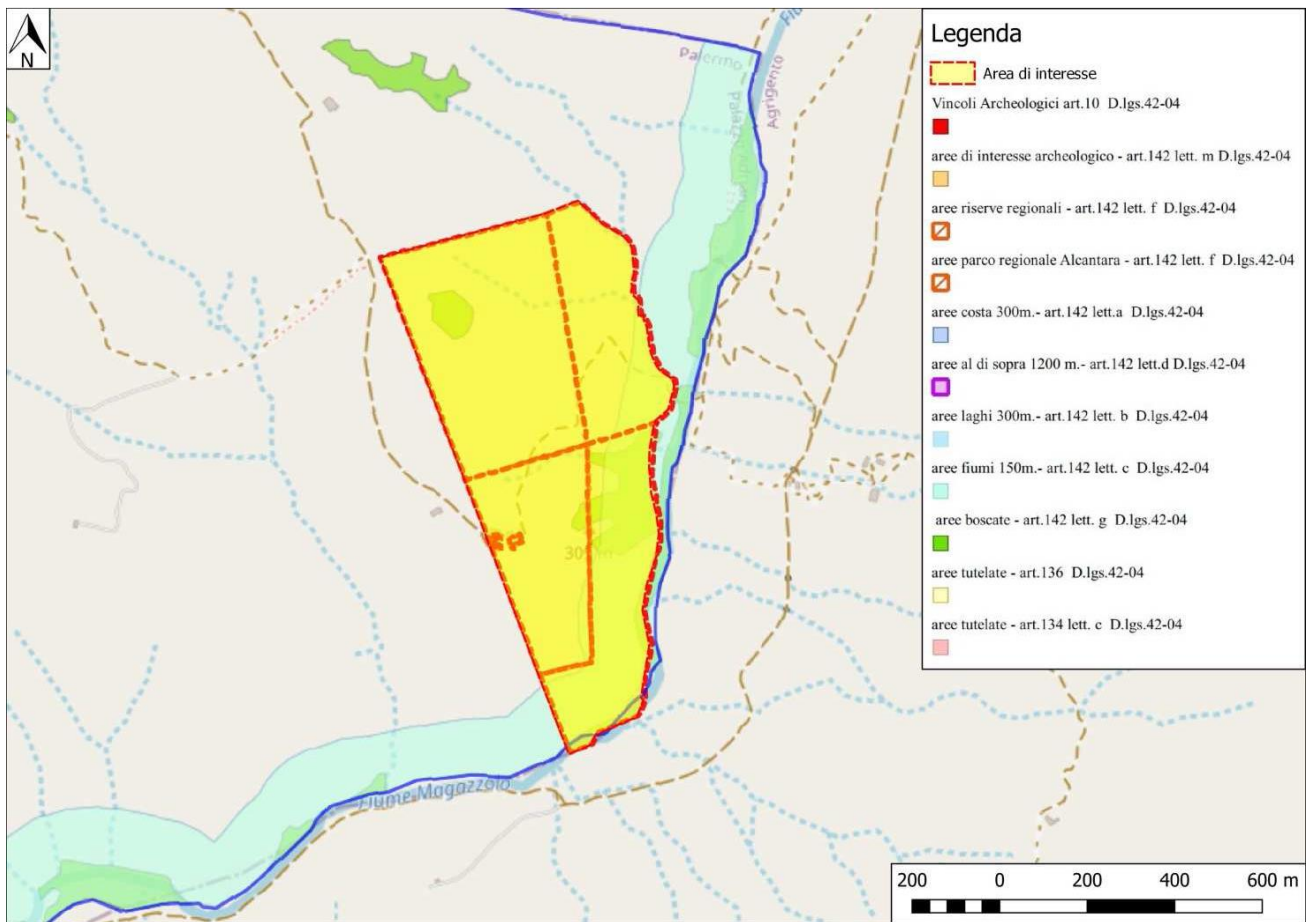 N
Palermo
Agrigento
Fiume Magazzolo
Legenda
Area di interesse
Vincoli Archeologici art.10 D.lgs.42-04
aree di interesse archeologico - art.142 lett. m D.lgs.42-04
aree riserve regionali - art.142 lett. f D.lgs.42-04
aree parco regionale Alcantara - art.142 lett. f D.lgs.42-04
aree costa 300m.- art.142 lett.a D.lgs.42-04
aree al di sopra 1200 m.- art.142 lett.d D.lgs.42-04
aree laghi 300m.- art.142 lett. b D.lgs.42-04
aree fiumi 150m.- art.142 lett. c D.lgs.42-04
aree boscate - art.142 lett. g D.lgs.42-04
aree tutelate - art.136 D.lgs.42-04
aree tutelate - art.134 lett. c D.lgs.42-04
200 0 200 400 600 m